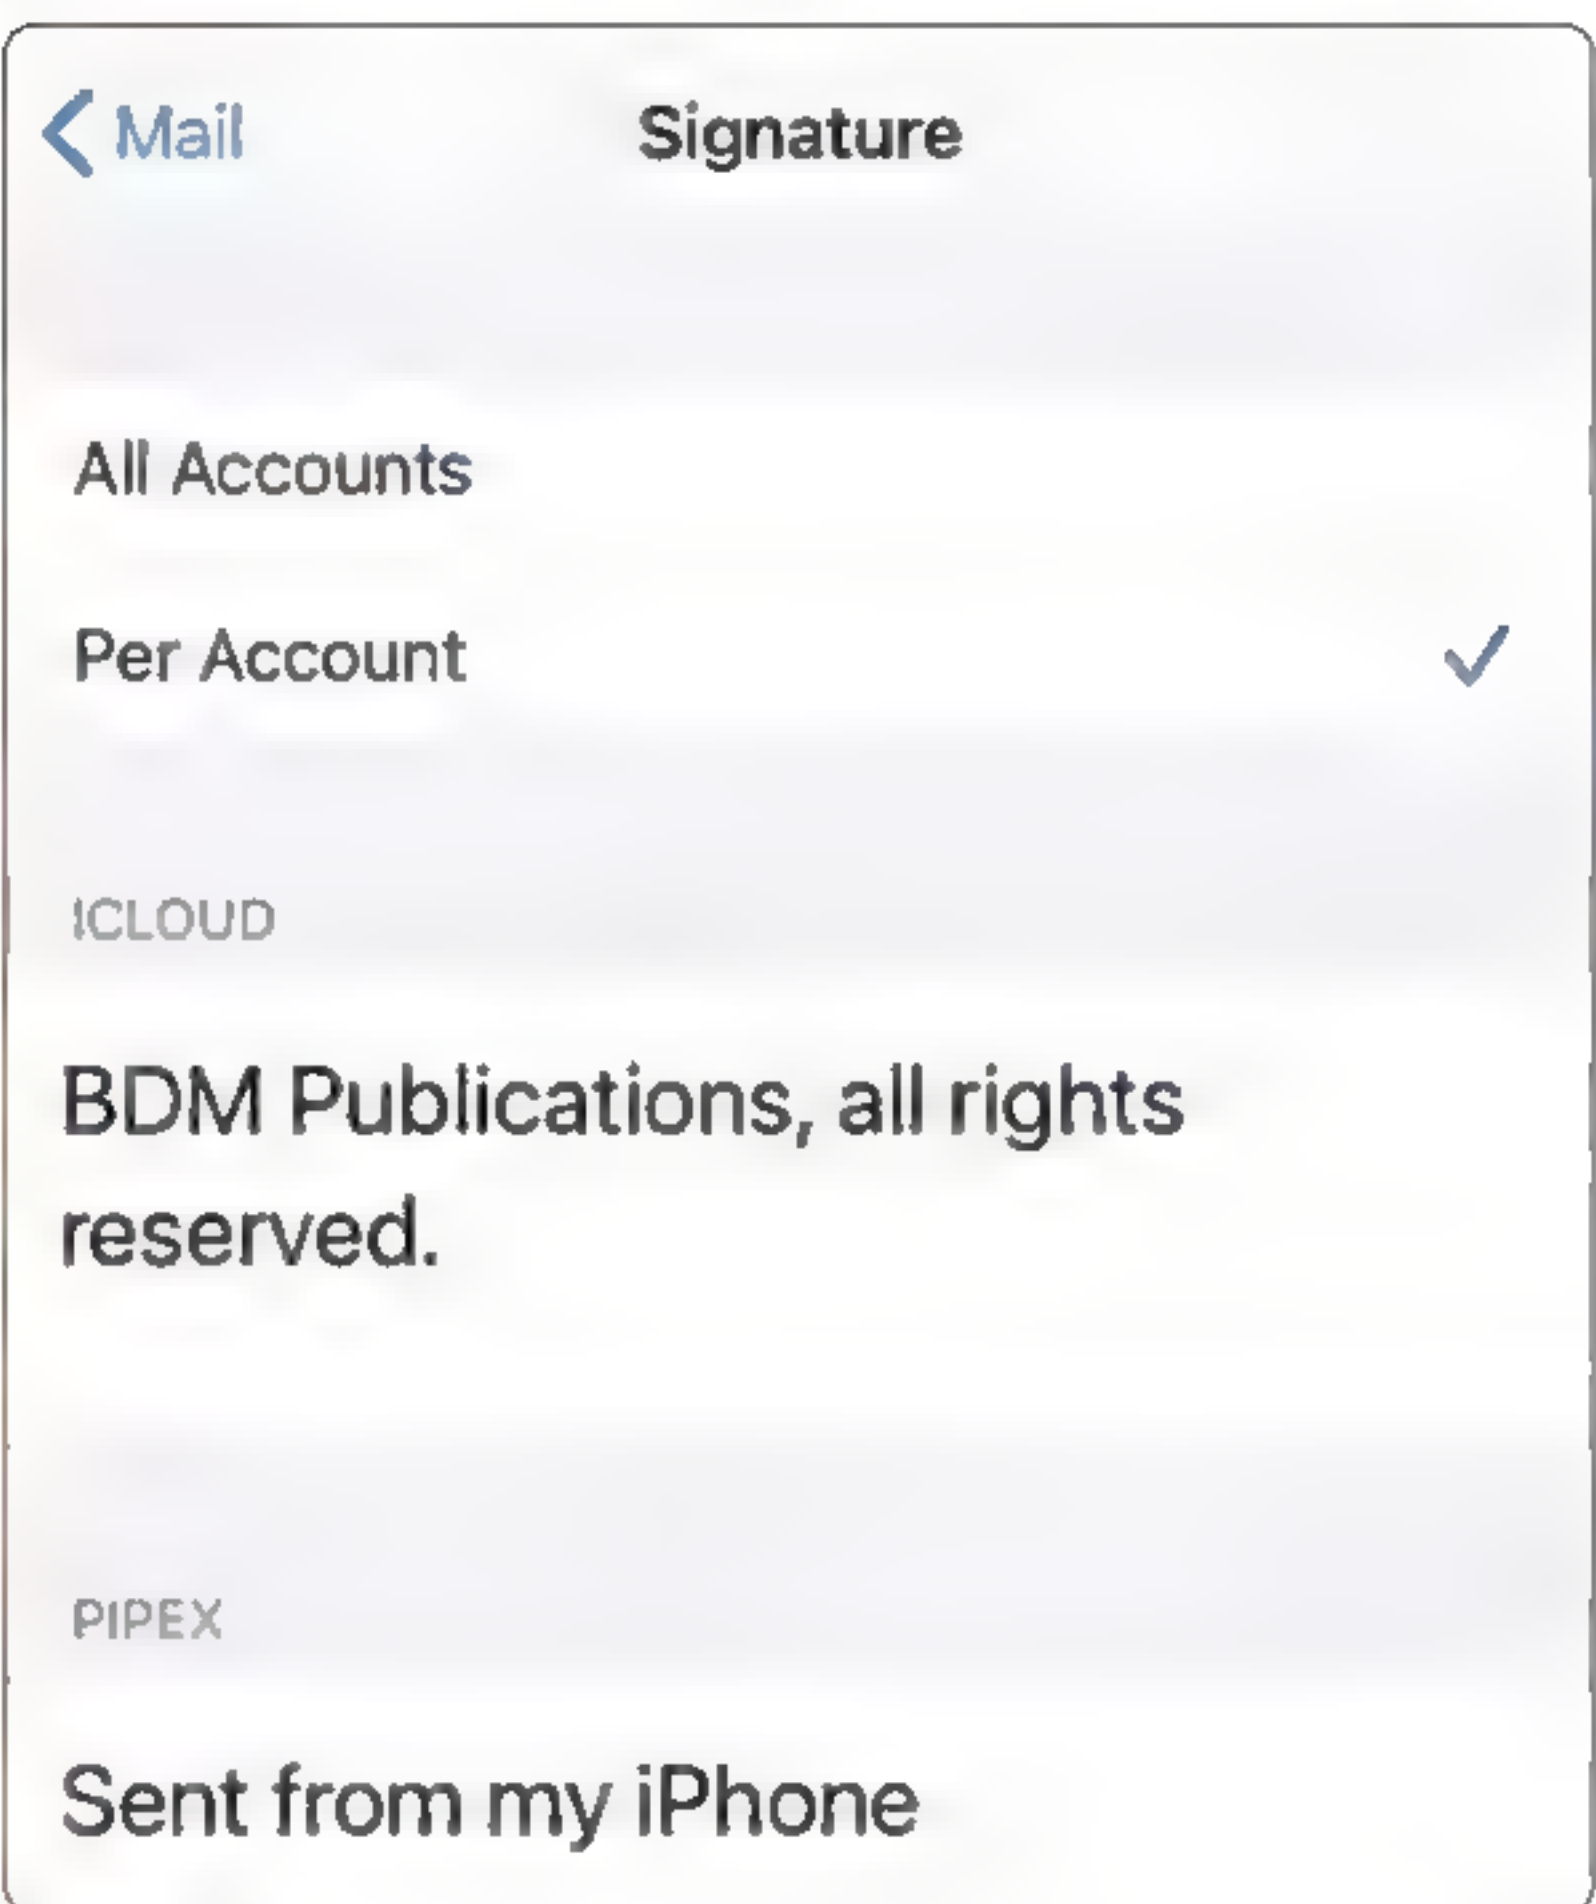 Mail
Signature
All Accounts
Per Account
ICLOUD
BDM Publications, all rights
reserved.
PIPEX
Sent from my iPhone